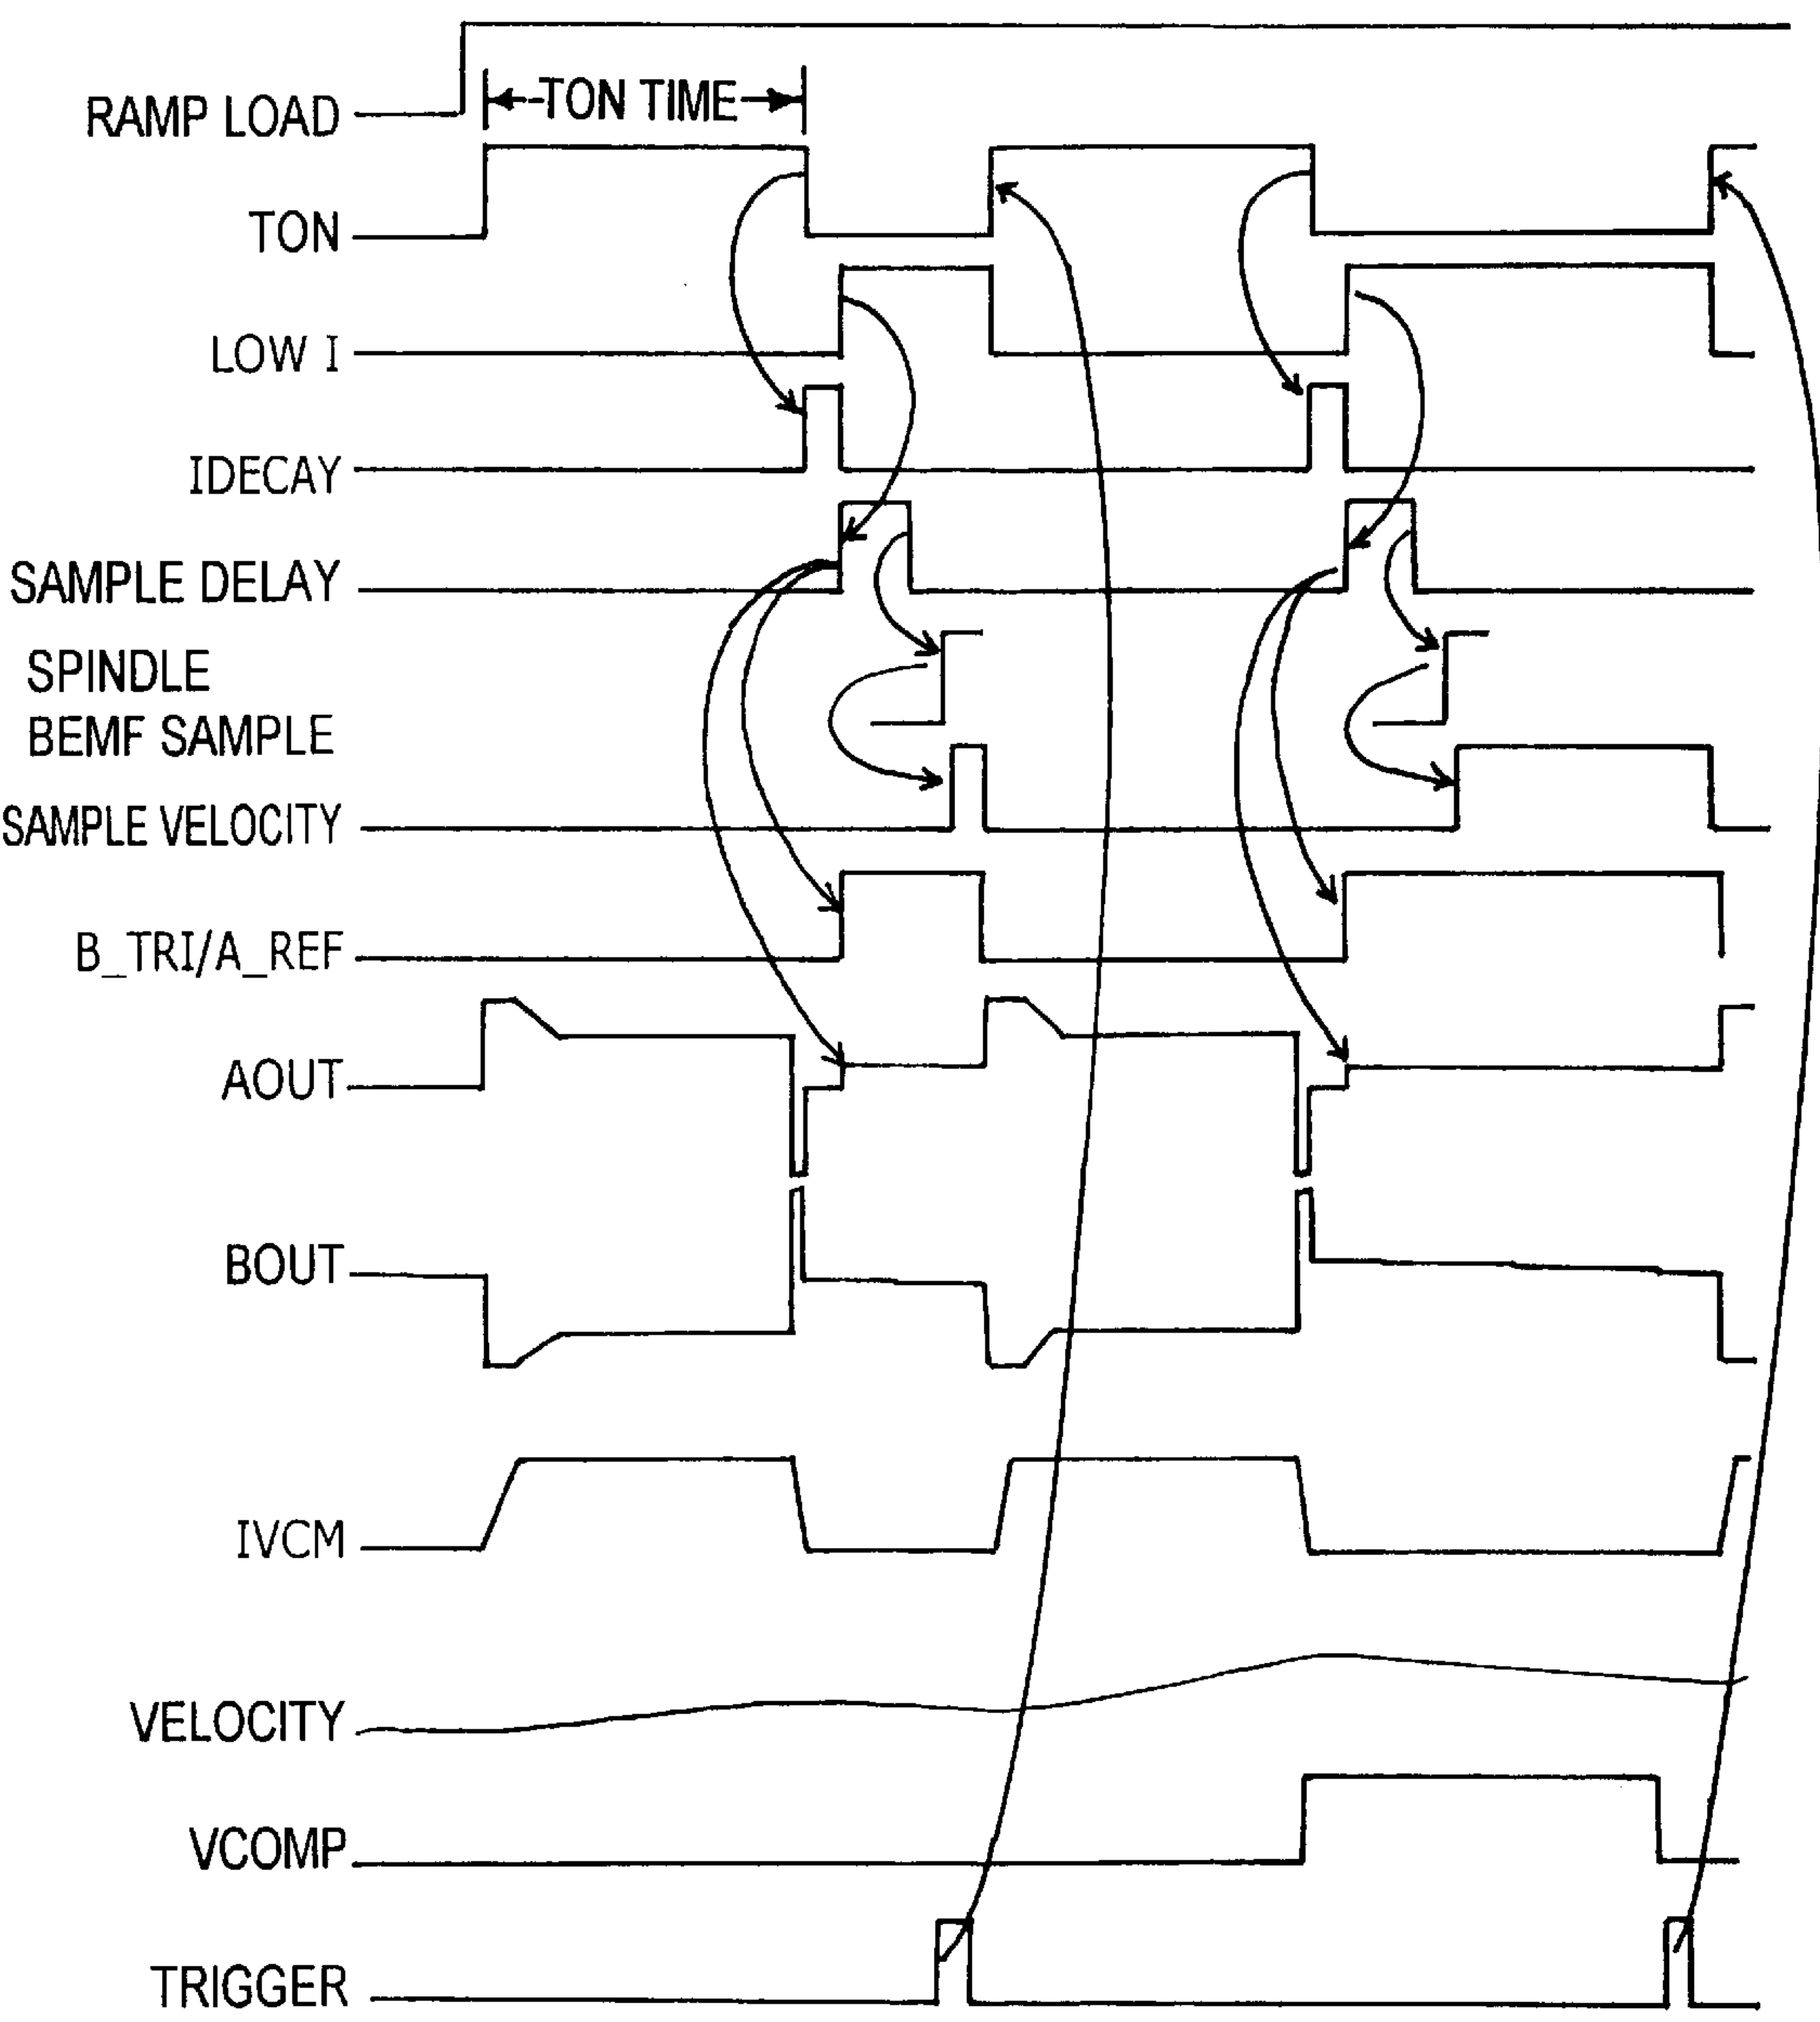 RAMP LOAD
TON TIME
TON
LOW I
IDECAY
SAMPLE DELAY
SPINDLE
BEMF SAMPLE
SAMPLE VELOCITY
B_TRI/A_REF
AOUT
BOUT
IVCM
VELOCITY
VCOMP
TRIGGER